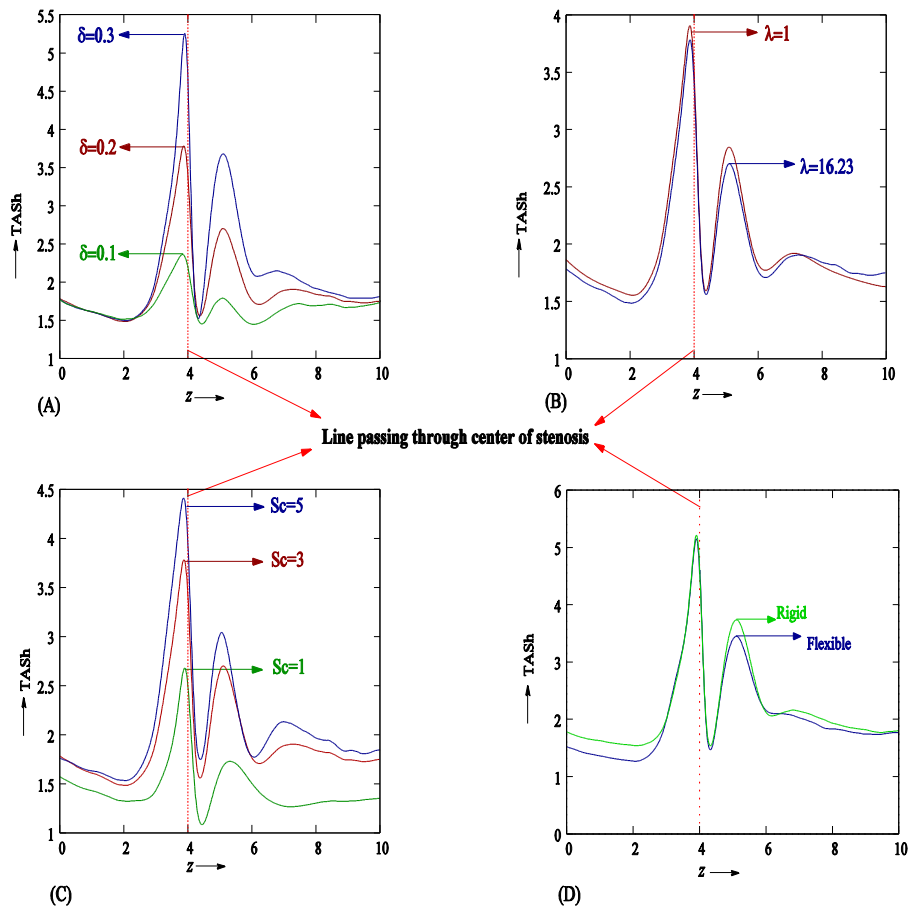 5.5
5
4.5
4
3.5
3
2.5
2
1.5
1
0 2 4 6 8 10
TASh
z
δ=0.3
δ=0.2
δ=0.1
(A)
4
3.5
3
2.5
2
1.5
1
0 2 4 6 8 10
TASh
z
λ=1
λ=16.23
(B)
Line passing through center of stenosis
4.5
4
3.5
3
2.5
2
1.5
1
0 2 4 6 8 10
TASh
z
Sc=5
Sc=3
Sc=1
(C)
6
5
4
3
2
1
0
0 2 4 6 8 10
TASh
z
Rigid
Flexible
(D)